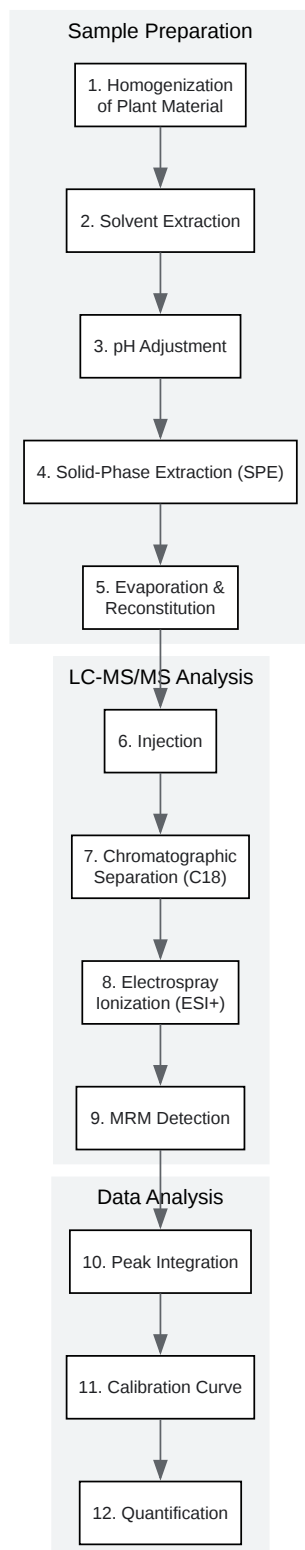 Sample Preparation
1. Homogenization
of Plant Material
2. Solvent Extraction
3. pH Adjustment
4. Solid-Phase Extraction (SPE)
5. Evaporation &
Reconstitution
LC-MS/MS Analysis
6. Injection
7. Chromatographic
Separation (C18)
8. Electrospray
Ionization (ESI+)
9. MRM Detection
Data Analysis
10. Peak Integration
11. Calibration Curve
12. Quantification